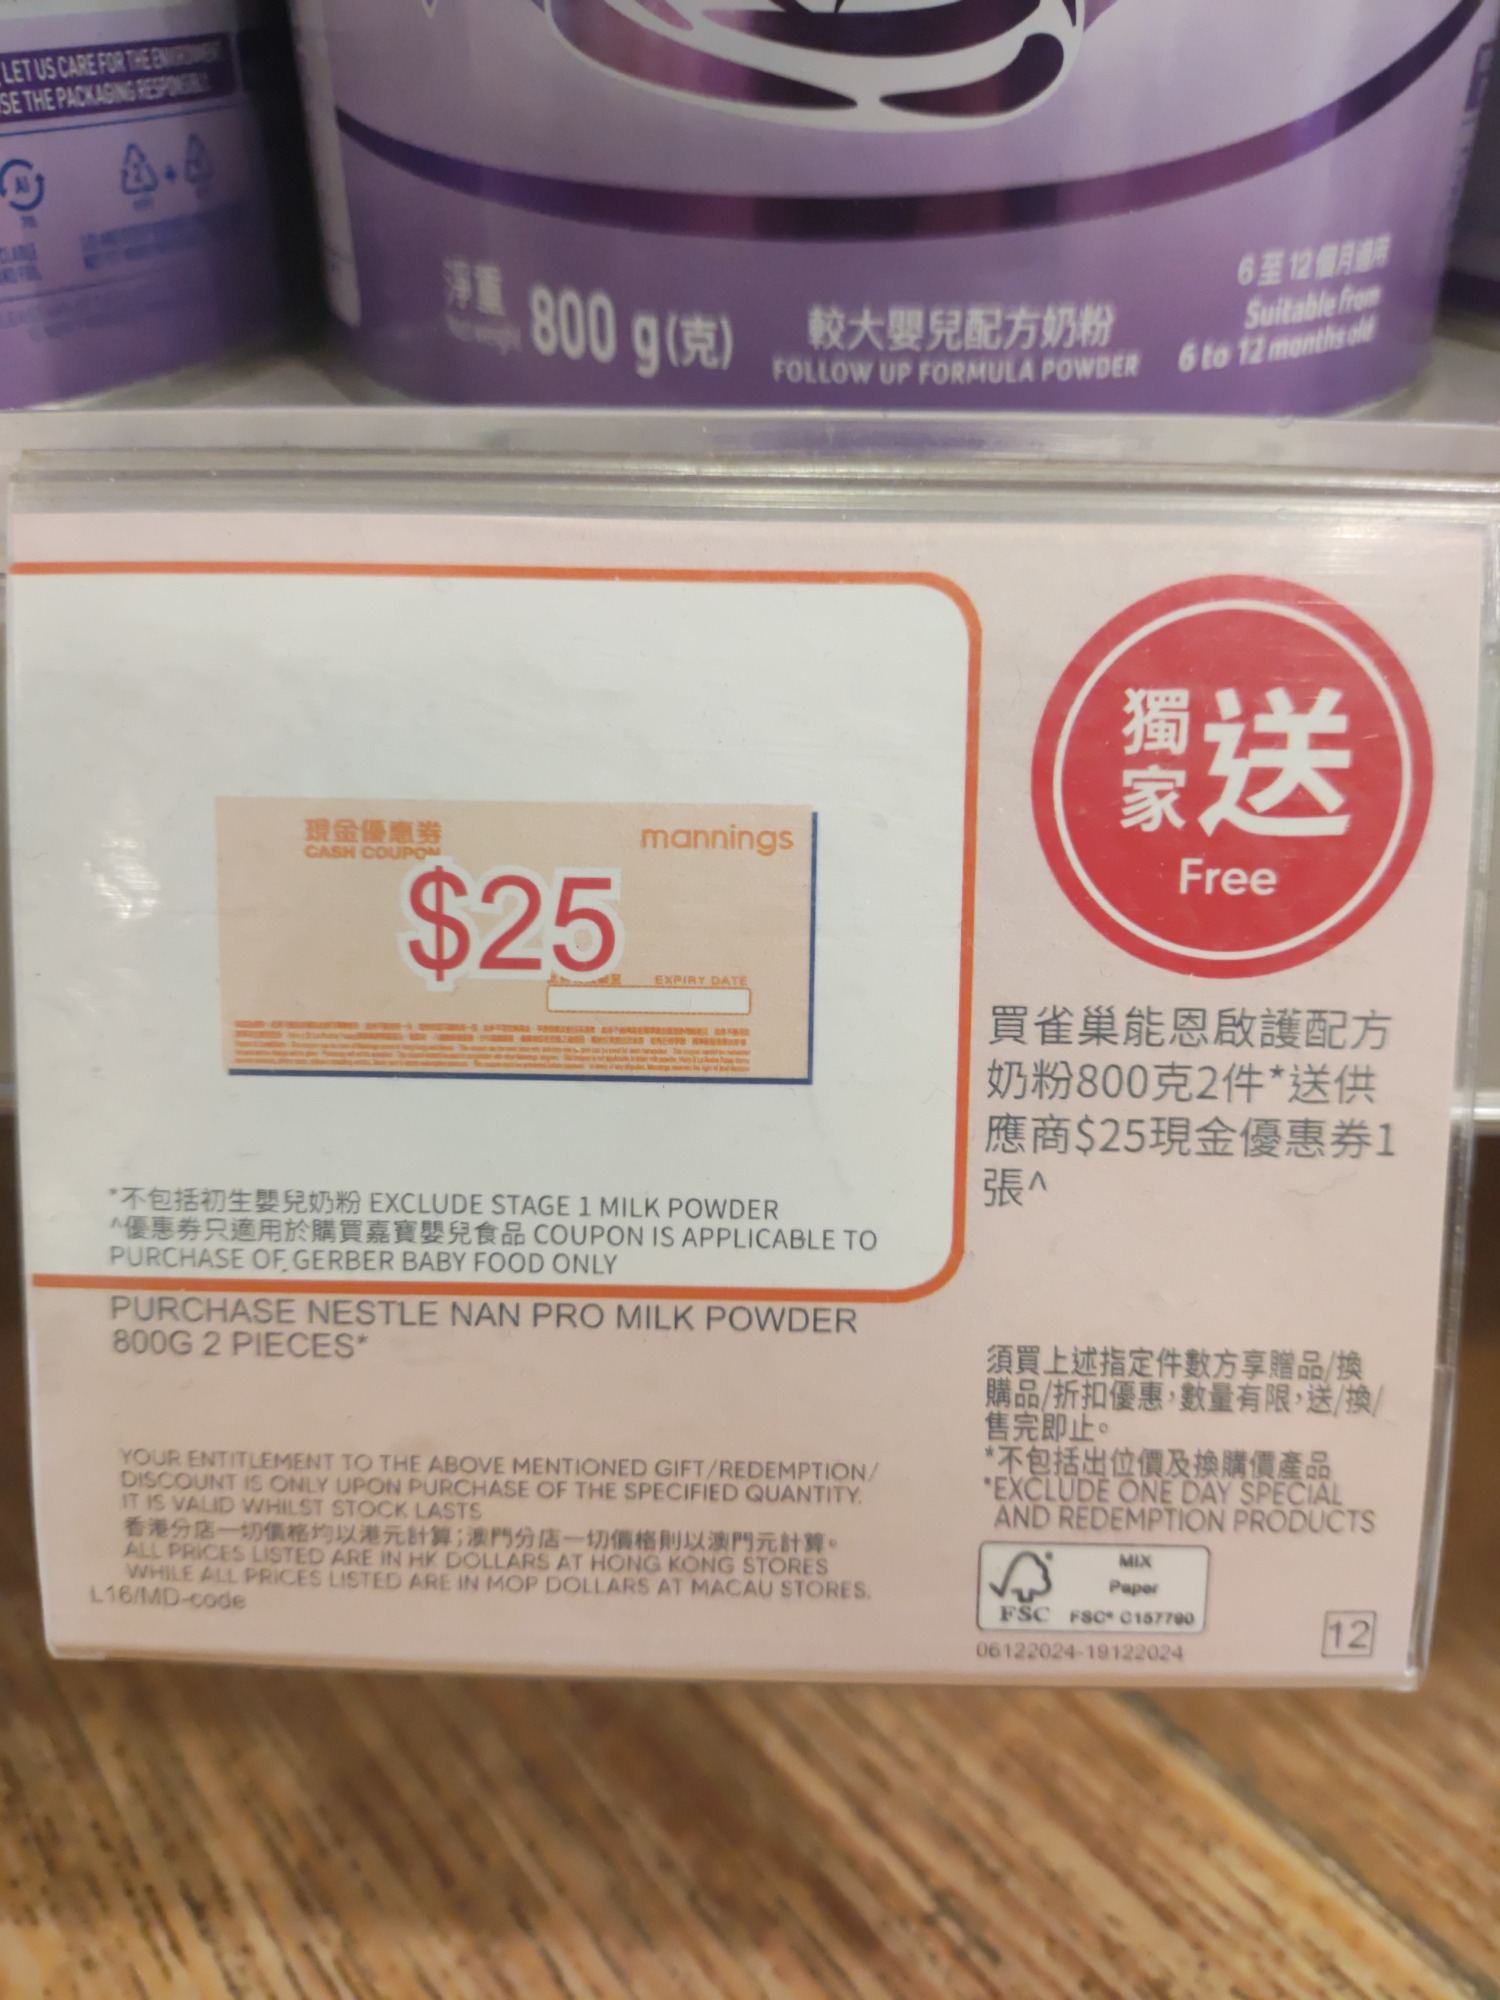 LET US CARE FOR THE ENVIRONMENT
SE THE PACKAGING RESPONSIBLY
淨重
Net weight
800 g(克)
較大嬰兒配方奶粉
FOLLOW UP FORMULA POWDER
6至12個月適用
Suitable from
6 to 12 months old
現金優惠券
CASH COUPON
mannings
$25
EXPIRY DATE
*不包括初生嬰兒奶粉 EXCLUDE STAGE 1 MILK POWDER
^優惠券只適用於購買嘉寶嬰兒食品 COUPON IS APPLICABLE TO
PURCHASE OF GERBER BABY FOOD ONLY
PURCHASE NESTLE NAN PRO MILK POWDER
800G 2 PIECES*
YOUR ENTITLEMENT TO THE ABOVE MENTIONED GIFT/REDEMPTION/
DISCOUNT IS ONLY UPON PURCHASE OF THE SPECIFIED QUANTITY.
IT IS VALID WHILST STOCK LASTS
香港分店一切價格均以港元計算;澳門分店一切價格則以澳門元計算。
ALL PRICES LISTED ARE IN HK DOLLARS AT HONG KONG STORES
WHILE ALL PRICES LISTED ARE IN MOP DOLLARS AT MACAU STORES.
L16/MD-code
獨家送
Free
買雀巢能恩啟護配方
奶粉800克2件*送供
應商$25現金優惠券1
張^
須買上述指定件數方享贈品/換
購品/折扣優惠,數量有限,送/換/
售完即止。
*不包括出位價及換購價產品
*EXCLUDE ONE DAY SPECIAL
AND REDEMPTION PRODUCTS
FSC
MIX
Paper
FSC® C157790
06122024-19122024
12